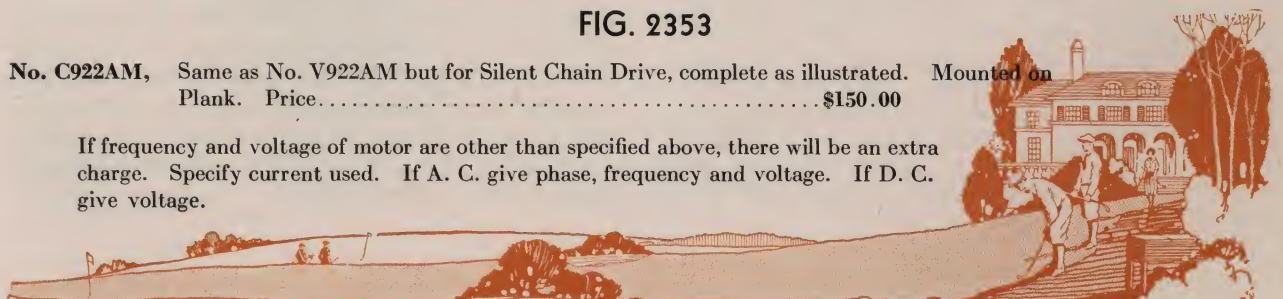 FIG. 2353
No. C922AM, Same as No. V922AM but for Silent Chain Drive, complete as illustrated. Mounted on
Plank. Price............................................. $150.00
If frequency and voltage of motor are other than specified above, there will be an extra
charge. Specify current used. If A. C. give phase, frequency and voltage. If D. C.
give voltage.